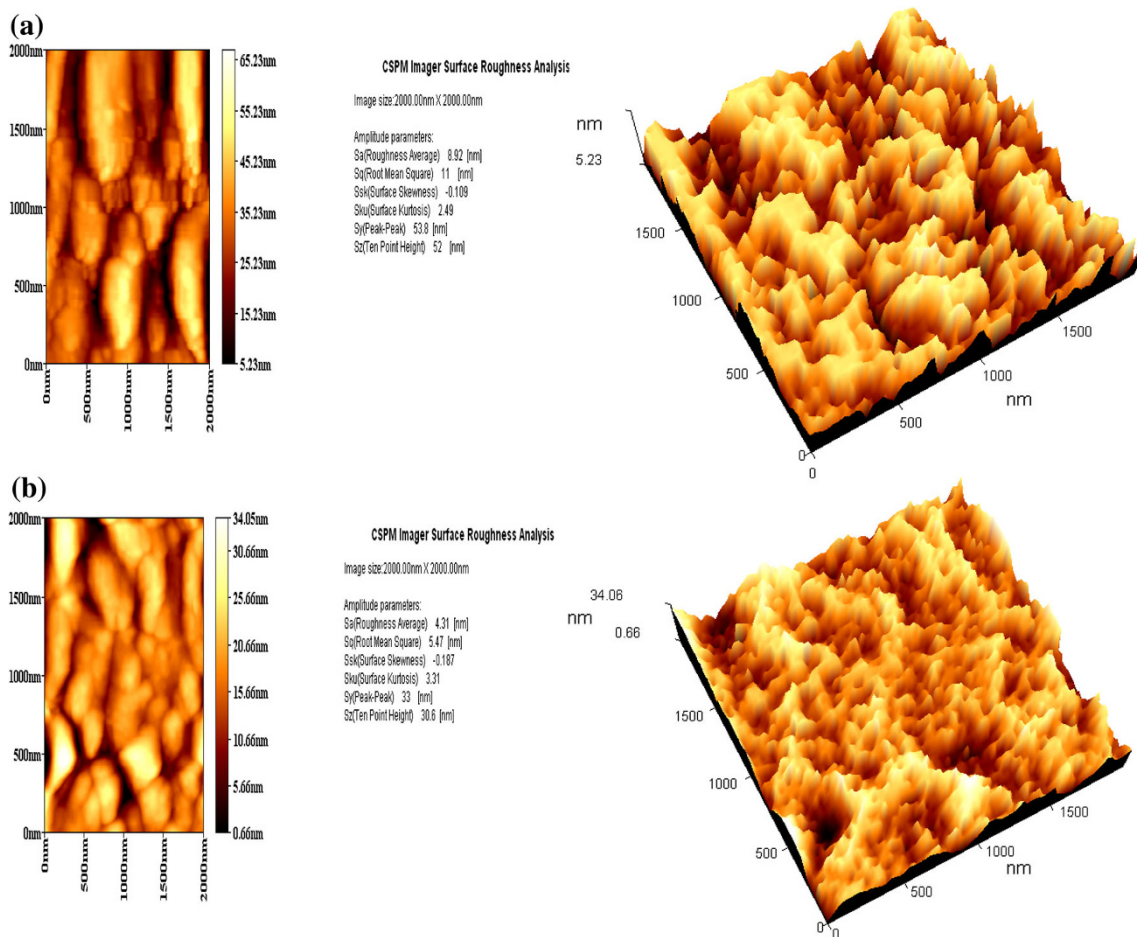 (a)
2000nm
1500nm
1000nm
500nm
0nm
0nm
500nm
1000nm
1500nm
2000nm
65.23nm
55.23nm
45.23nm
35.23nm
25.23nm
15.23nm
5.23nm
CSPM Imager Surface Roughness Analysis
Image size:2000.00nm X 2000.00nm
Amplitude parameters:
Sa(Roughness Average) 8.92 [nm]
Sq(Root Mean Square) 11 [nm]
Ssk(Surface Skewness) -0.109
Sku(Surface Kurtosis) 2.49
Sy(Peak-Peak) 53.8 [nm]
Sz(Ten Point Height) 52 [nm]
nm
5.23
1500
1000
500
0
0
500
1000
1500
nm
(b)
2000nm
1500nm
1000nm
500nm
0nm
0nm
500nm
1000nm
1500nm
2000nm
34.05nm
30.66nm
25.66nm
20.66nm
15.66nm
10.66nm
5.66nm
0.66nm
CSPM Imager Surface Roughness Analysis
Image size:2000.00nm X 2000.00nm
Amplitude parameters:
Sa(Roughness Average) 4.31 [nm]
Sq(Root Mean Square) 5.47 [nm]
Ssk(Surface Skewness) -0.187
Sku(Surface Kurtosis) 3.31
Sy(Peak-Peak) 33 [nm]
Sz(Ten Point Height) 30.6 [nm]
34.06
nm
0.66
1500
1000
500
0
0
500
1000
1500
nm